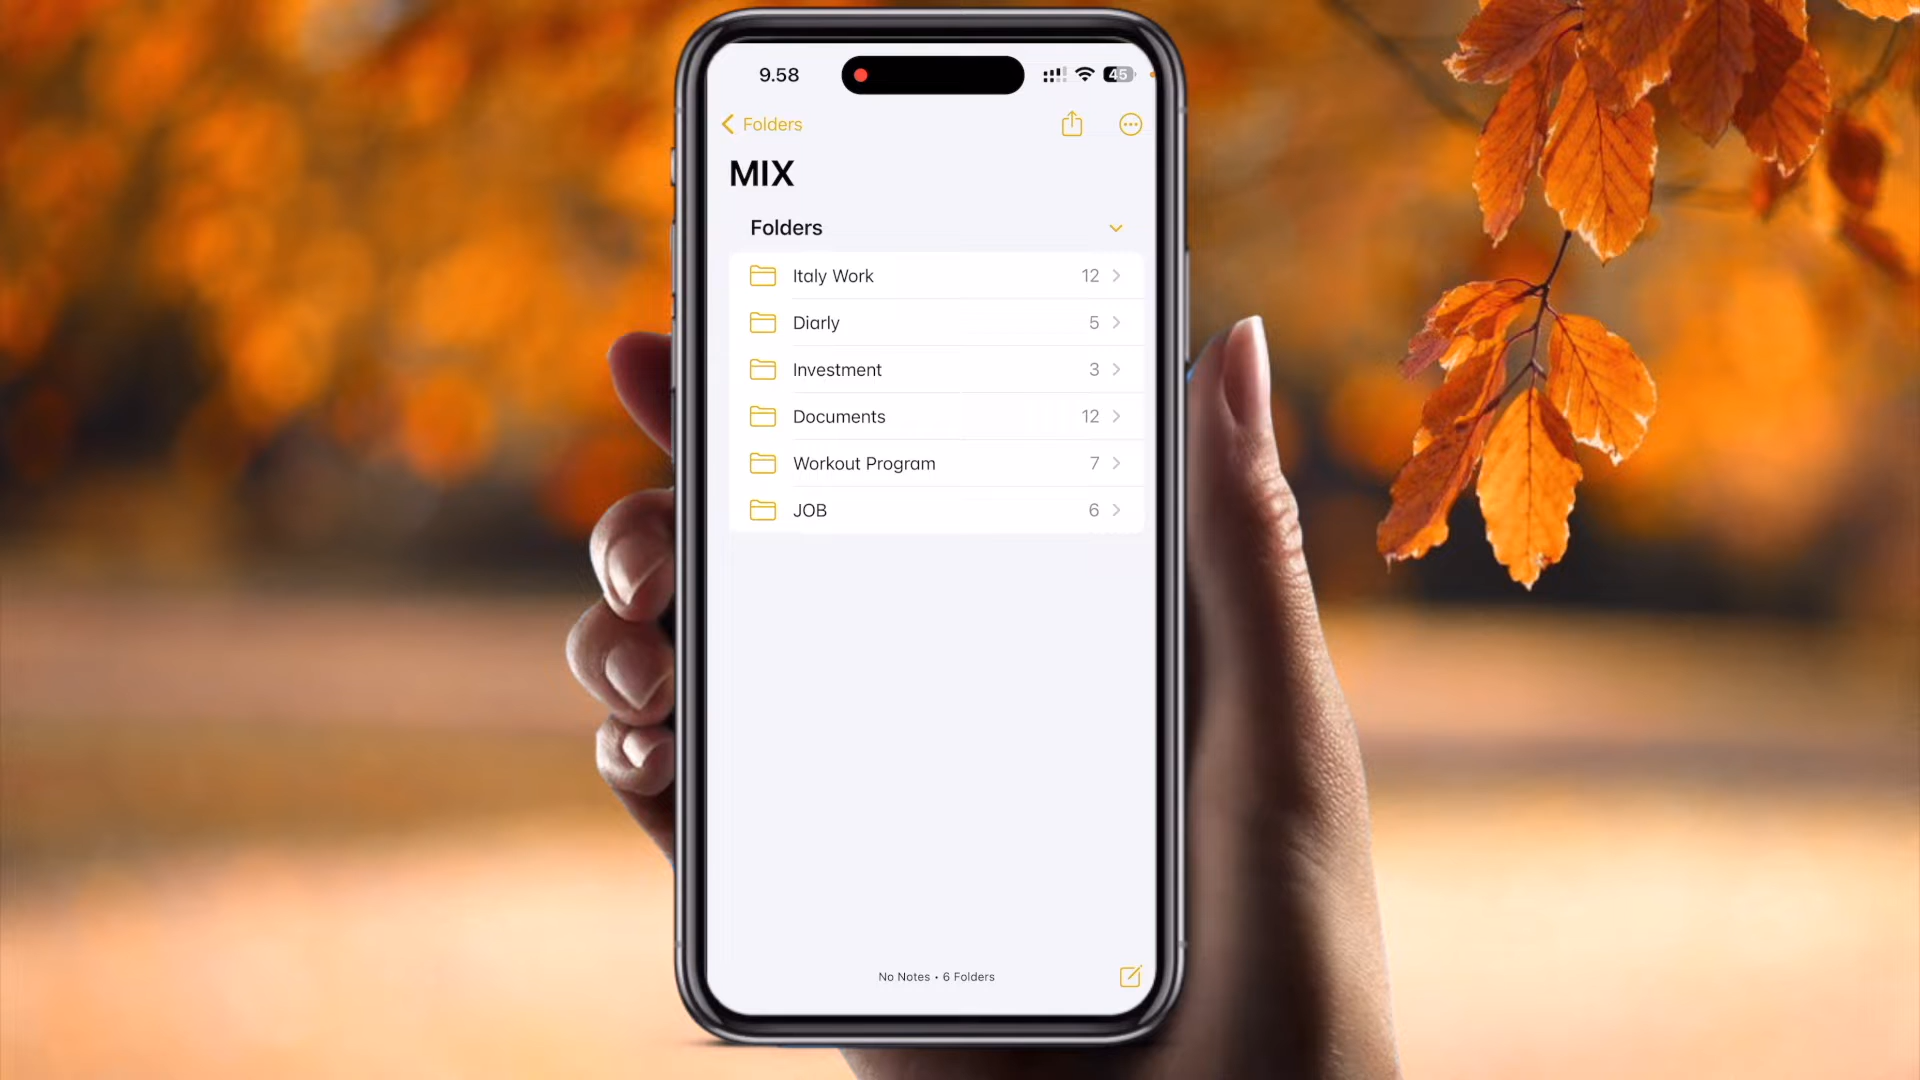 9.58 45
Folders
MIX
Folders
Italy Work 12
Diarly 5
Investment 3
Documents 12
Workout Program 7
JOB 6
No Notes • 6 Folders